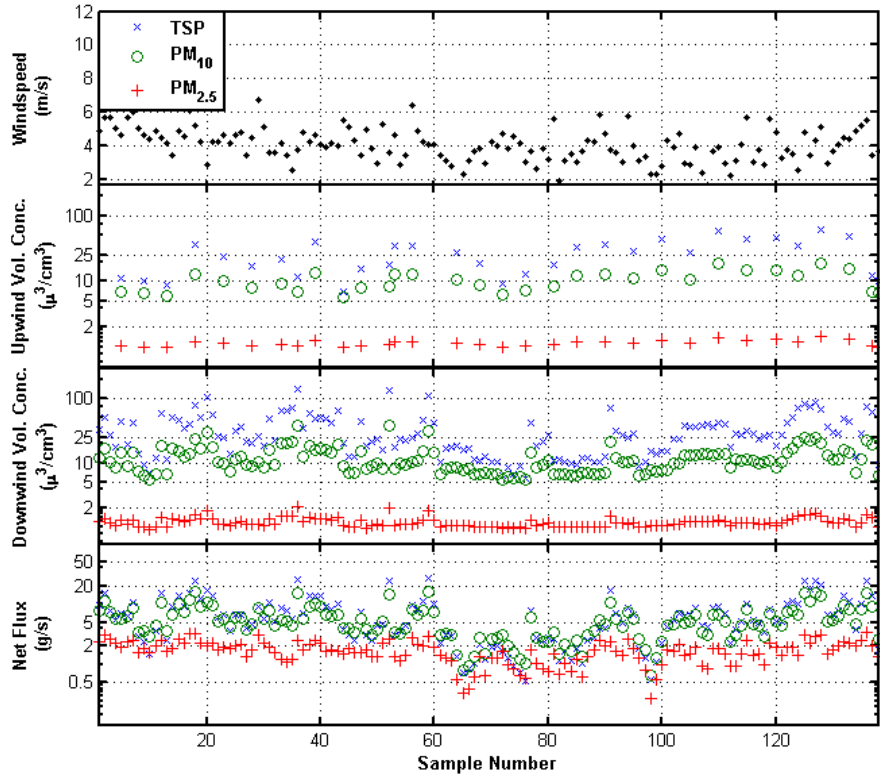 TSP
PM10
PM2.5
12
10
8
6
4
2
Windspeed
(m/s)
100
25
10
5
2
Upwind Vol. Conc.
(μ³/cm³)
100
25
10
5
2
Downwind Vol. Conc.
(μ³/cm³)
50
20
5
2
0.5
Net Flux
(g/s)
20
40
60
80
100
120
Sample Number